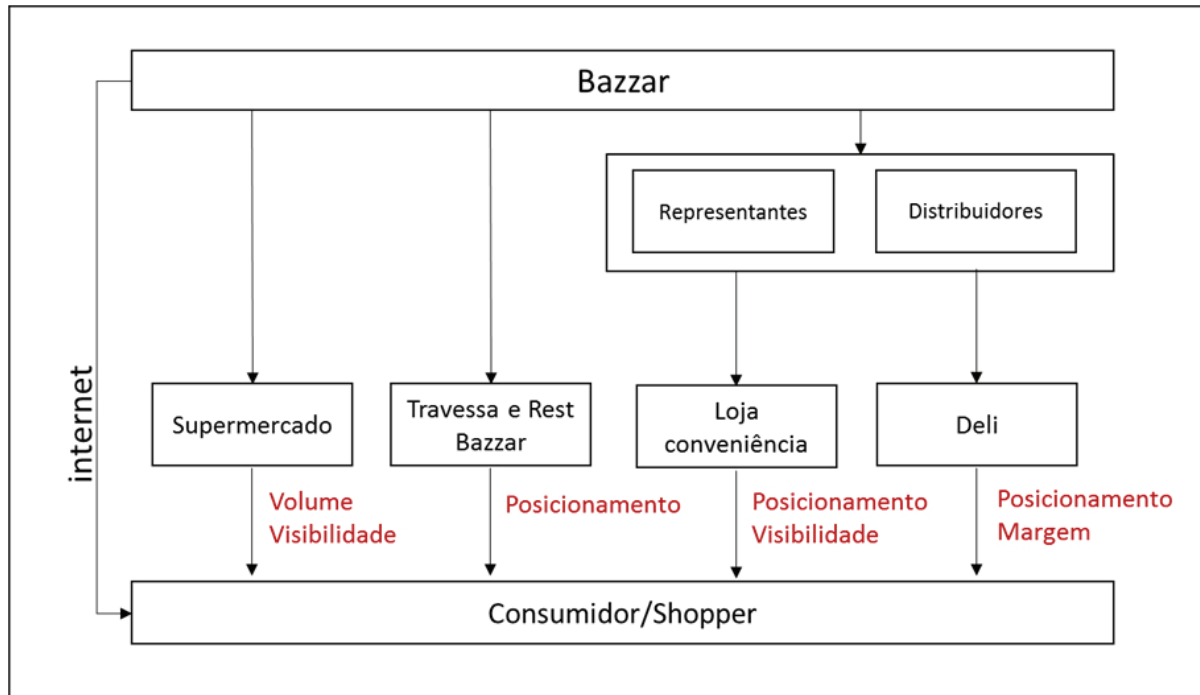 Bazzar
Representantes
Distribuidores
internet
Supermercado
Travessa e Rest
Bazzar
Loja
conveniência
Deli
Volume
Visibilidade
Posicionamento
Posicionamento
Visibilidade
Posicionamento
Margem
Consumidor/Shopper